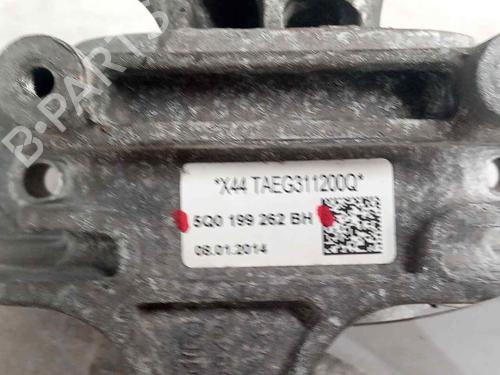 B-PARTS
*X44 TAEG311200Q*
5Q0 199 262 BH
08.01.2014